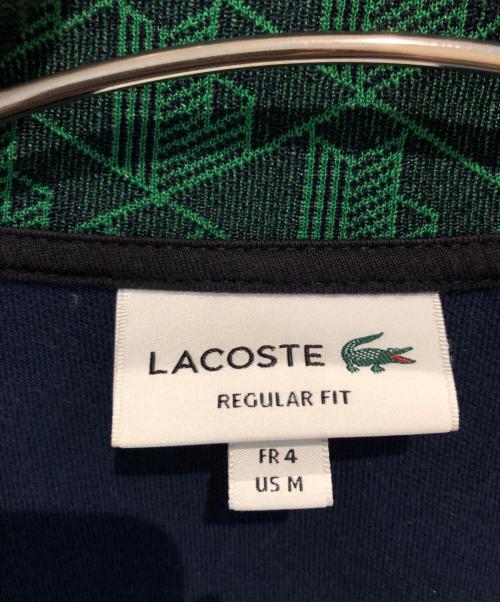 LACOSTE
REGULAR FIT
FR 4
US M